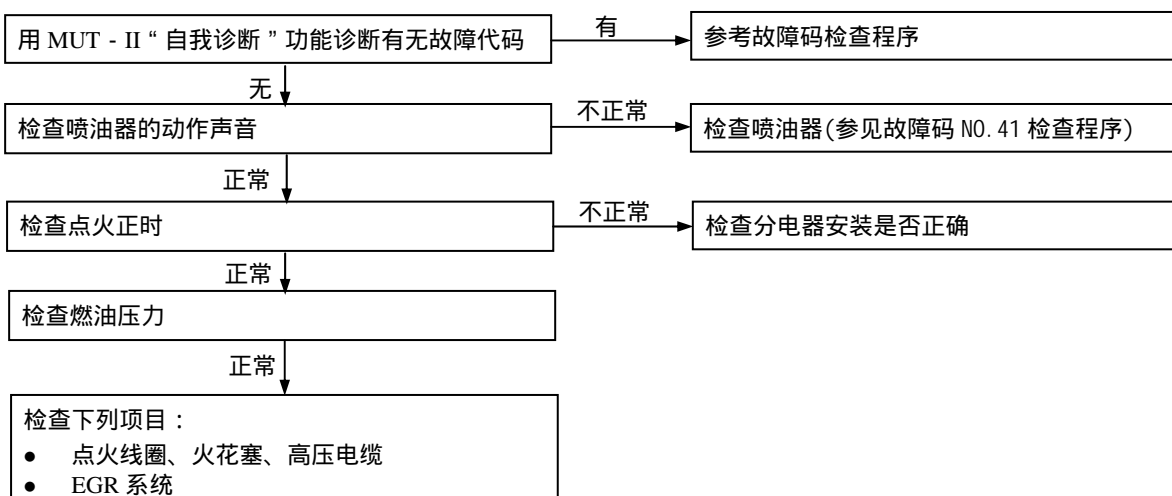 用 MUT - II “ 自我诊断 ” 功能诊断有无故障代码
有
参考故障码检查程序
无
检查喷油器的动作声音
不正常
检查喷油器(参见故障码 NO.41 检查程序)
正常
检查点火正时
不正常
检查分电器安装是否正确
正常
检查燃油压力
正常
检查下列项目：
● 点火线圈、火花塞、高压电缆
● EGR 系统